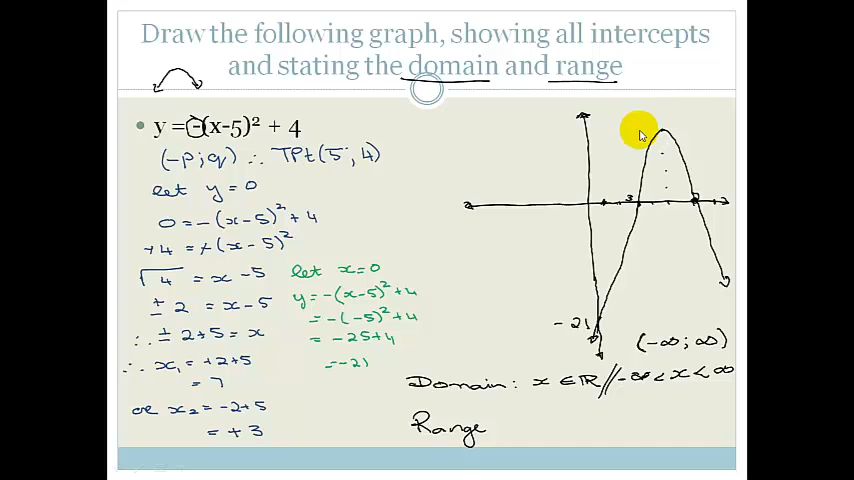 Draw the following graph, showing all intercepts
and stating the domain and range
y = -(x-5)² + 4
(-p;q) ∴ TPt(5;4)
let y = 0
0 = -(x-5)² + 4
+4 = +(x-5)²
√4 = x-5
± 2 = x-5
∴ ± 2+5 = x
∴ x₁ = +2+5
= 7
or x₂ = -2+5
= +3
let x=0
y = -(x-5)² + 4
= -(-5)² + 4
= -25+4
= -21
3
7
-21
(-∞; ∞)
Domain: x ∈ ℝ // -∞ < x < ∞
Range